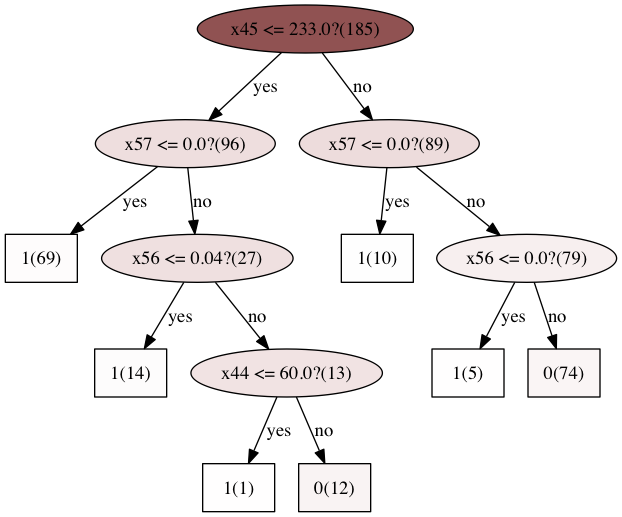 x45 <= 233.0?(185)
yes
no
x57 <= 0.0?(96)
x57 <= 0.0?(89)
yes
no
yes
no
1(69)
x56 <= 0.04?(27)
1(10)
x56 <= 0.0?(79)
yes
no
yes
no
1(14)
x44 <= 60.0?(13)
1(5)
0(74)
yes
no
1(1)
0(12)